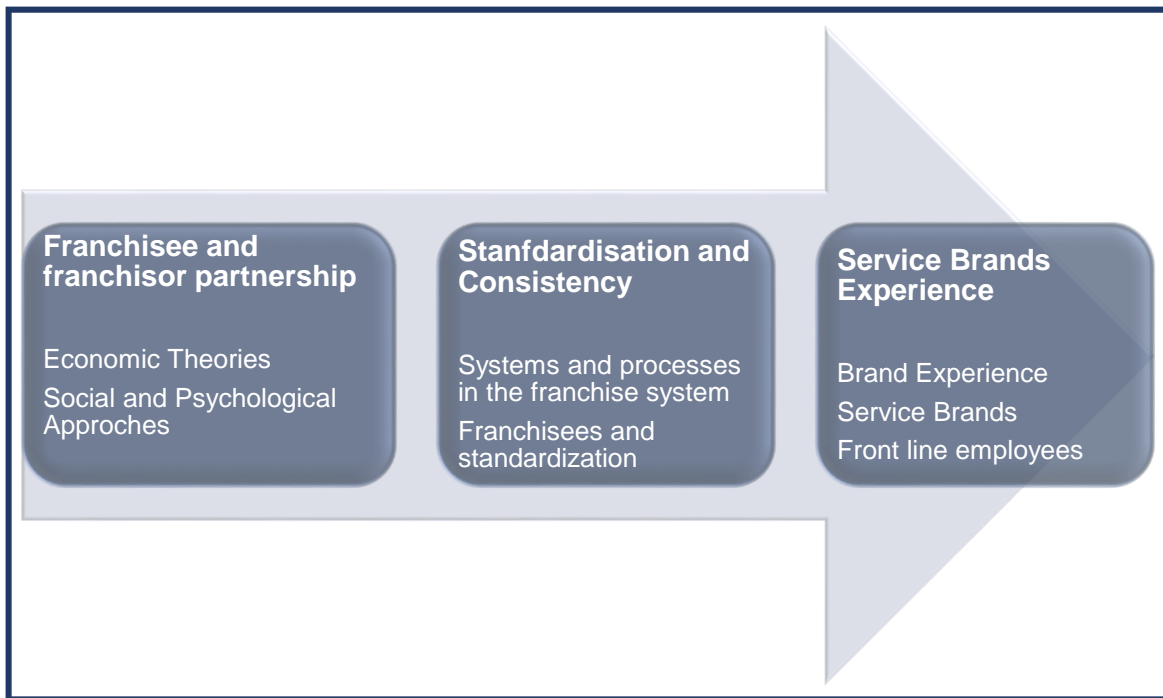 Franchisee and
franchisor partnership
Economic Theories
Social and Psychological
Approches
Stanfdardisation and
Consistency
Systems and processes
in the franchise system
Franchisees and
standardization
Service Brands
Experience
Brand Experience
Service Brands
Front line employees